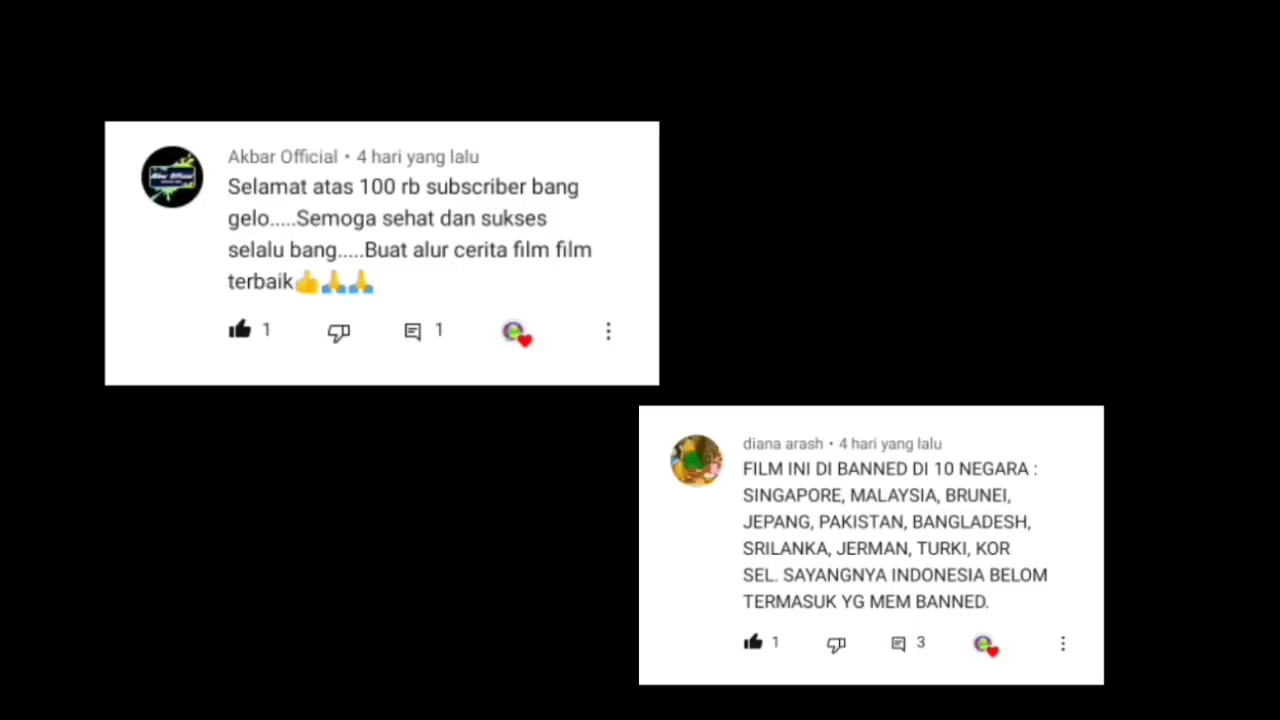 Akbar Official • 4 hari yang lalu
Selamat atas 100 rb subscriber bang
gelo.....Semoga sehat dan sukses
selalu bang.....Buat alur cerita film film
terbaik👍🙏🙏
1
1
diana arash • 4 hari yang lalu
FILM INI DI BANNED DI 10 NEGARA :
SINGAPORE, MALAYSIA, BRUNEI,
JEPANG, PAKISTAN, BANGLADESH,
SRILANKA, JERMAN, TURKI, KOR
SEL. SAYANGNYA INDONESIA BELOM
TERMASUK YG MEM BANNED.
1
3